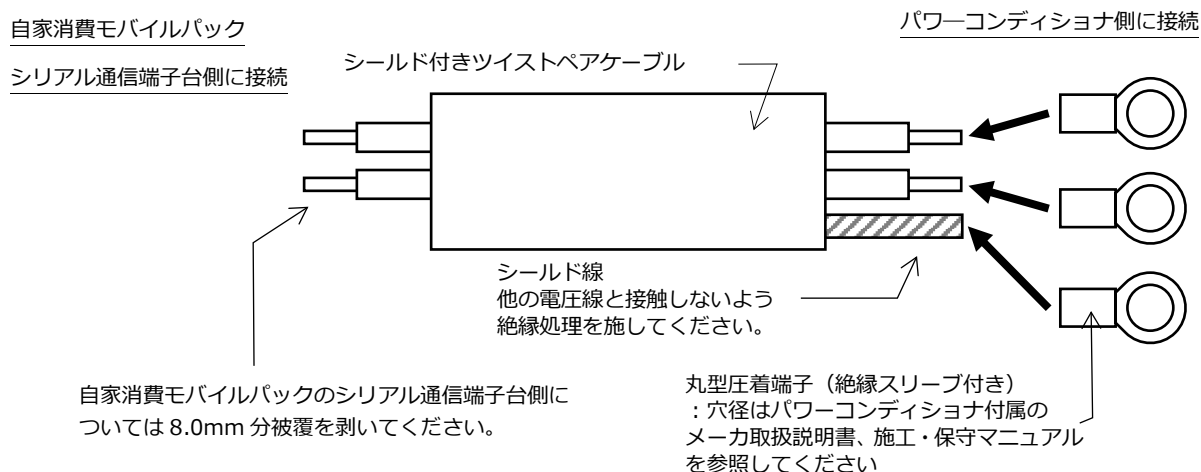 自家消費モバイルパック
シリアル通信端子台側に接続
パワーコンディショナ側に接続
シールド付きツイストペアケーブル
シールド線
他の電圧線と接触しないよう
絶縁処理を施してください。
自家消費モバイルパックのシリアル通信端子台側に
ついては 8.0mm 分被覆を剥いてください。
丸型圧着端子（絶縁スリーブ付き）
：穴径はパワーコンディショナ付属の
メーカ取扱説明書、施工・保守マニュアル
を参照してください